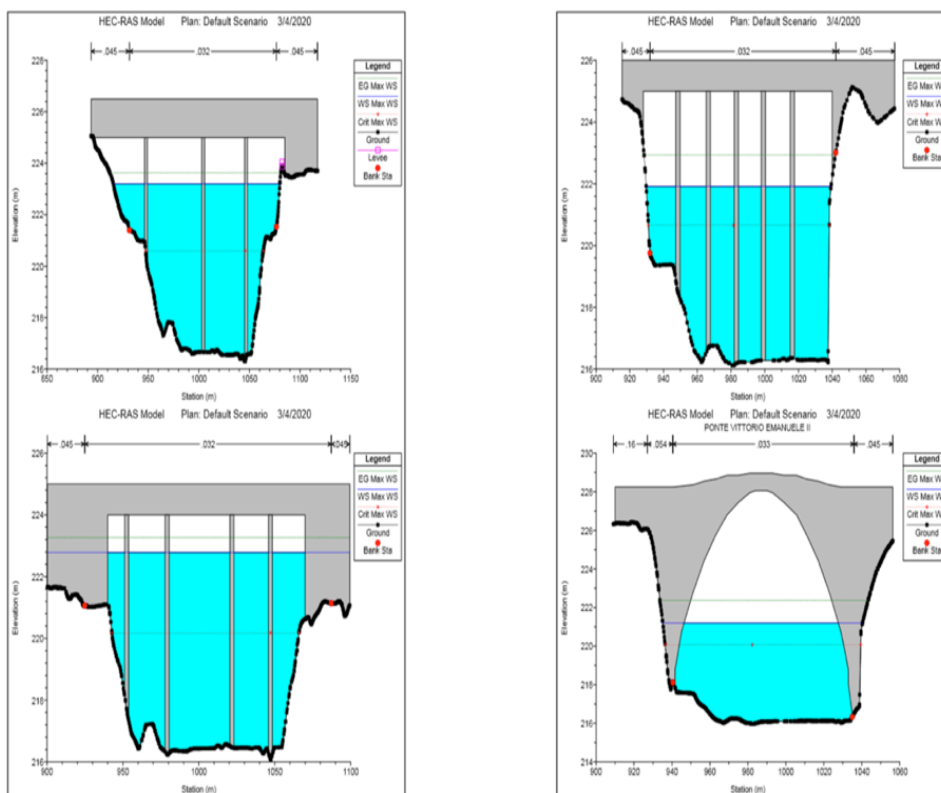 HEC-RAS Model Plan: Default Scenario 3/4/2020
.045 .032 .045
Legend
EG Max WS
WS Max WS
Crit Max WS
Ground
Levee
Bank Sta
Elevation (m)
228
226
224
222
220
218
216
850 900 950 1000 1050 1100 1150
Station (m)
HEC-RAS Model Plan: Default Scenario 3/4/2020
.045 .032 .045
Legend
EG Max WS
WS Max WS
Crit Max WS
Ground
Bank Sta
Elevation (m)
226
224
222
220
218
216
900 920 940 960 980 1000 1020 1040 1060 1080
Station (m)
HEC-RAS Model Plan: Default Scenario 3/4/2020
.045 .032 .045
Legend
EG Max WS
WS Max WS
Crit Max WS
Ground
Bank Sta
Elevation (m)
226
224
222
220
218
216
900 950 1000 1050 1100
Station (m)
HEC-RAS Model Plan: Default Scenario 3/4/2020
PONTE VITTORIO EMANUELE II
.16 .054 .033 .045
Legend
EG Max WS
WS Max WS
Crit Max WS
Ground
Bank Sta
Elevation (m)
230
228
226
224
222
220
218
216
214
900 920 940 960 980 1000 1020 1040 1060
Station (m)